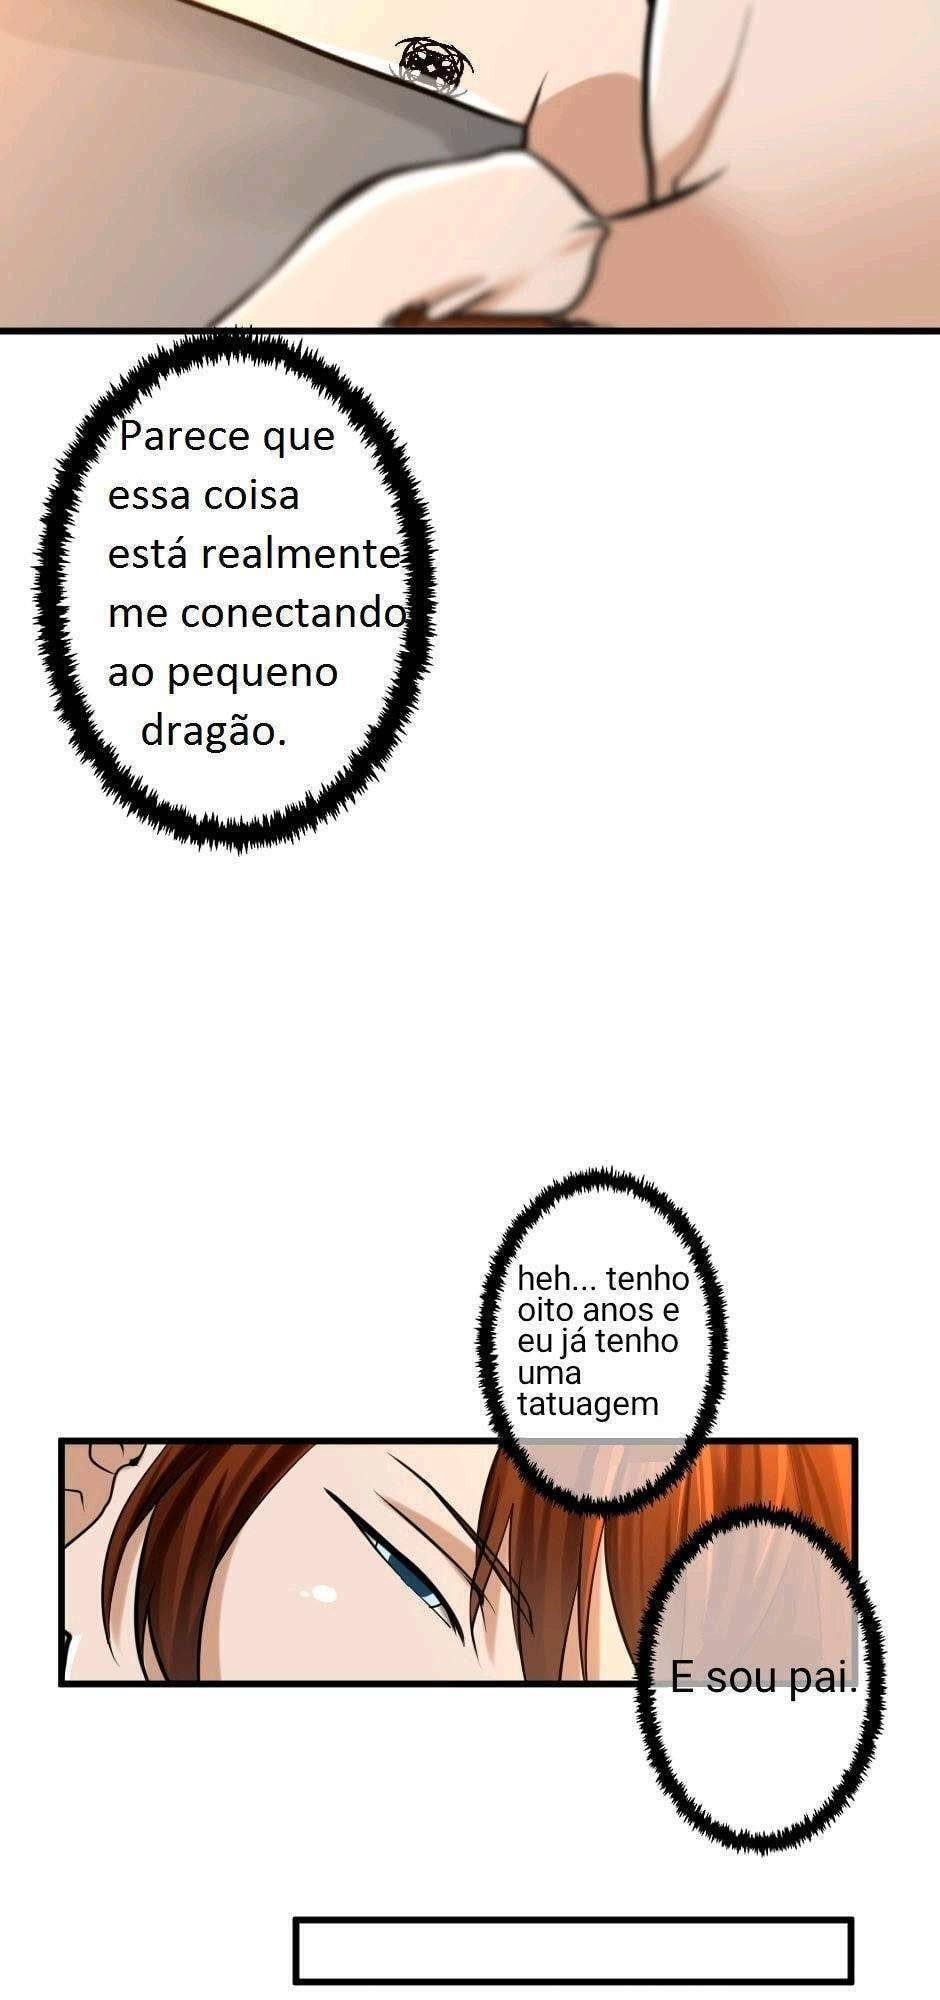 Parece que
essa coisa
está realmente
me conectando
ao pequeno
dragão.
heh... tenho
oito anos e
eu já tenho
uma
tatuagem
E sou pai.